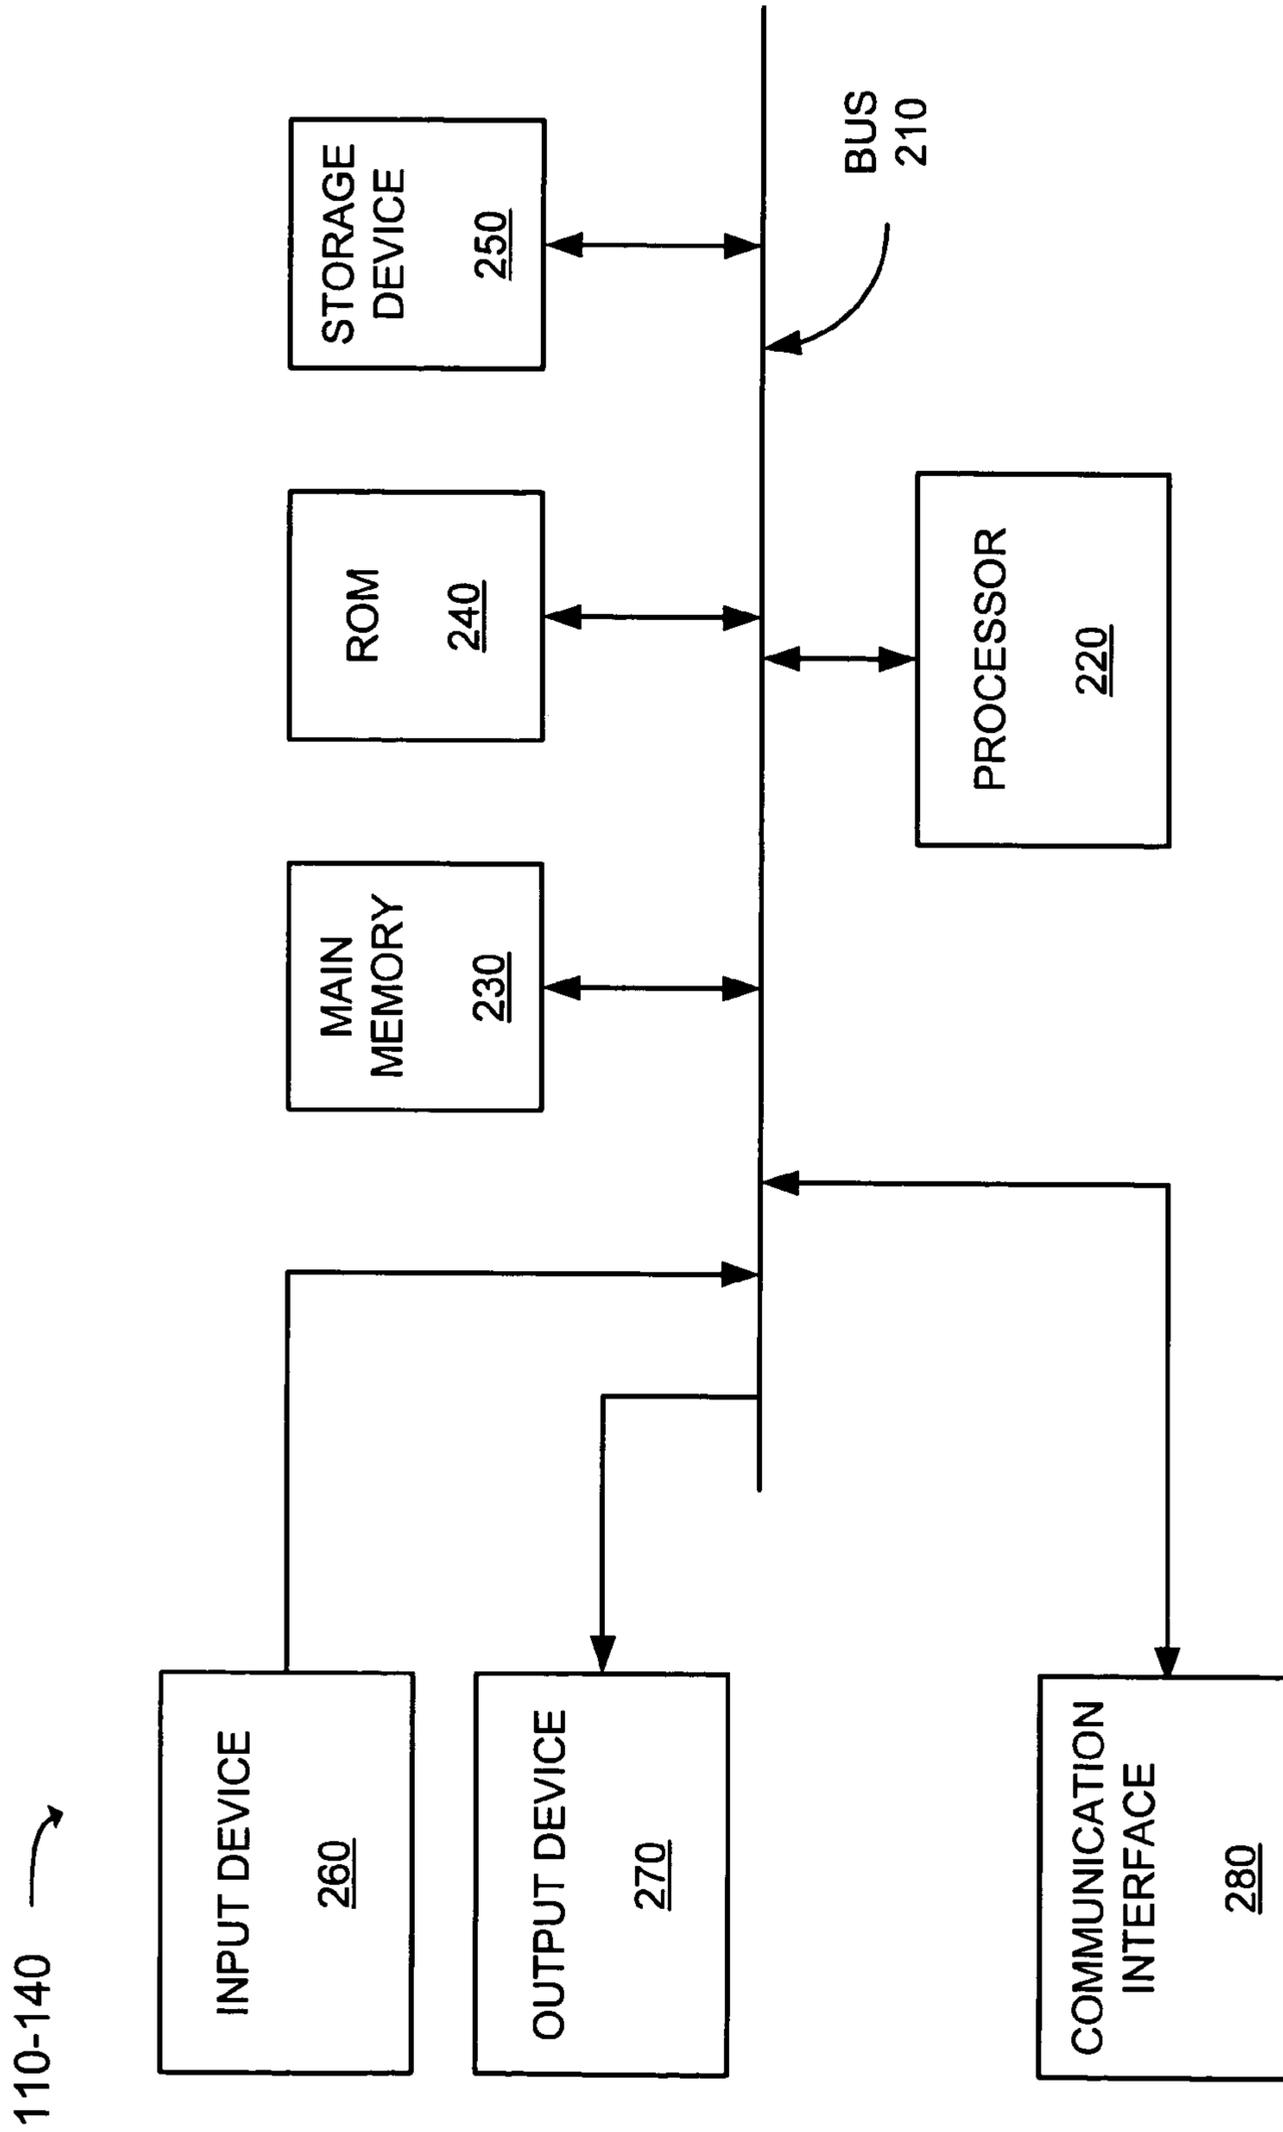 110-140
INPUT DEVICE
260
OUTPUT DEVICE
270
COMMUNICATION
INTERFACE
280
MAIN
MEMORY
230
ROM
240
STORAGE
DEVICE
250
PROCESSOR
220
BUS
210